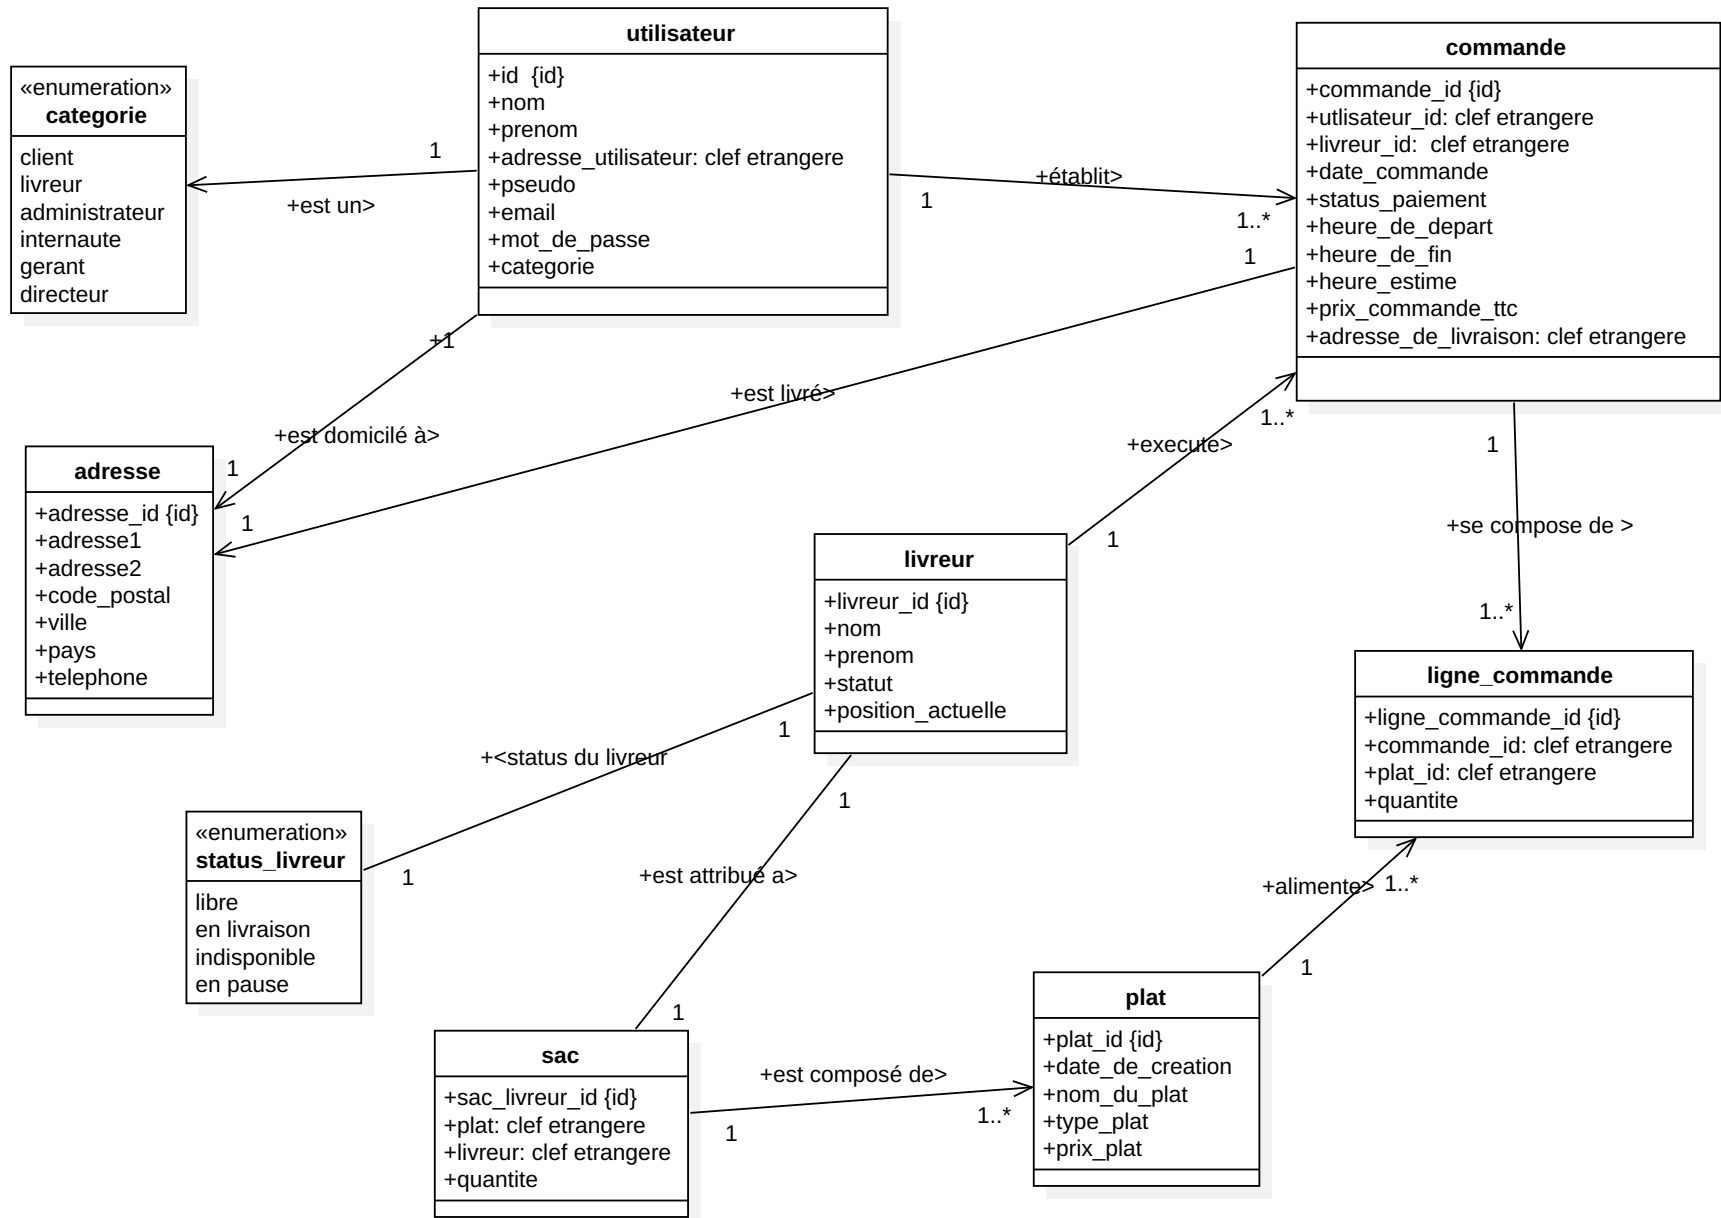 utilisateur
+id  {id}
+nom
+prenom
+adresse_utilisateur: clef etrangere
+pseudo
+email
+mot_de_passe
+categorie
commande
+commande_id {id}
+utlisateur_id: clef etrangere
+livreur_id:  clef etrangere
+date_commande
+status_paiement
+heure_de_depart
+heure_de_fin
+heure_estime
+prix_commande_ttc
+adresse_de_livraison: clef etrangere
«enumeration»
categorie
client
livreur
administrateur
internaute
gerant
directeur
1
+est un>
+établit>
1
1..*
1
+1
+est livré>
+est domicilé à>
1
1
1..*
+execute>
1
1
+se compose de >
1..*
adresse
+adresse_id {id}
+adresse1
+adresse2
+code_postal
+ville
+pays
+telephone
livreur
+livreur_id {id}
+nom
+prenom
+statut
+position_actuelle
ligne_commande
+ligne_commande_id {id}
+commande_id: clef etrangere
+plat_id: clef etrangere
+quantite
1
+<status du livreur
1
1
+est attribué a>
1
«enumeration»
status_livreur
libre
en livraison
indisponible
en pause
+alimente>
1..*
1
sac
+sac_livreur_id {id}
+plat: clef etrangere
+livreur: clef etrangere
+quantite
+est composé de>
1
1..*
plat
+plat_id {id}
+date_de_creation
+nom_du_plat
+type_plat
+prix_plat